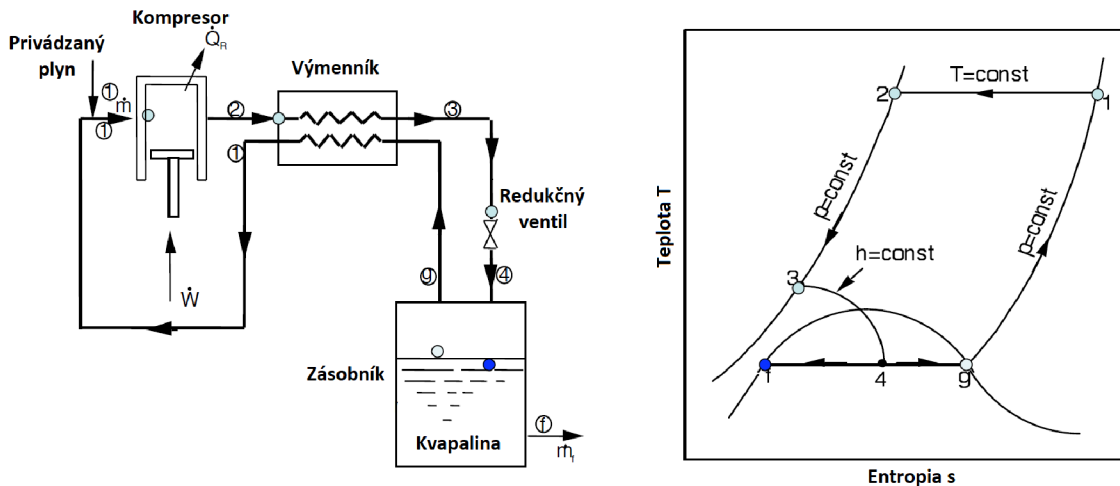 Kompresor
Q̇R
Privádzaný
plyn
Výmenník
1
ṁ
1
2
3
1
Redukčný
ventil
g
4
Ẇ
Zásobník
Kvapalina
f
ṁf
Teplota T
2
T=const
1
p=const
p=const
h=const
3
f
4
g
Entropia s